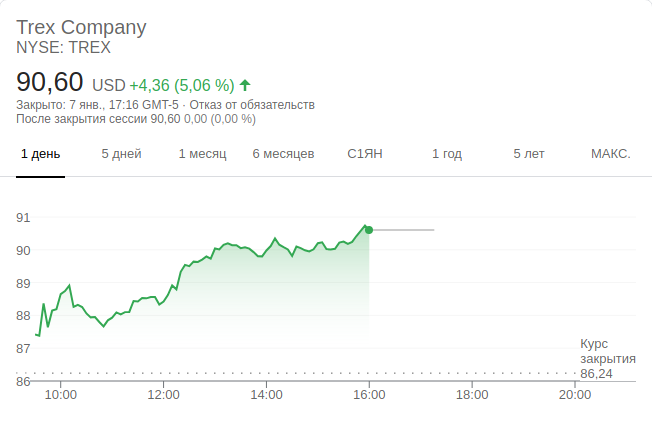 Trex Company
NYSE: TREX
90,60 USD +4,36 (5,06 %)
Закрыто: 7 янв., 17:16 GMT-5 · Отказ от обязательств
После закрытия сессии 90,60 0,00 (0,00 %)
1 день 5 дней 1 месяц 6 месяцев С1ЯН 1 год 5 лет МАКС.
91
90
89
88
87
86
Курс
закрытия
86,24
10:00 12:00 14:00 16:00 18:00 20:00